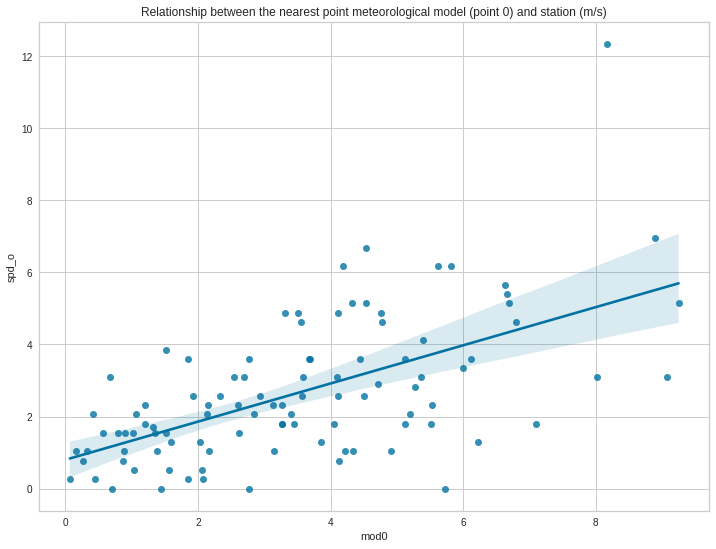 Relationship between the nearest point meteorological model (point 0) and station (m/s)
12
10
8
6
4
2
0
spd_o
0 2 4 6 8
mod0